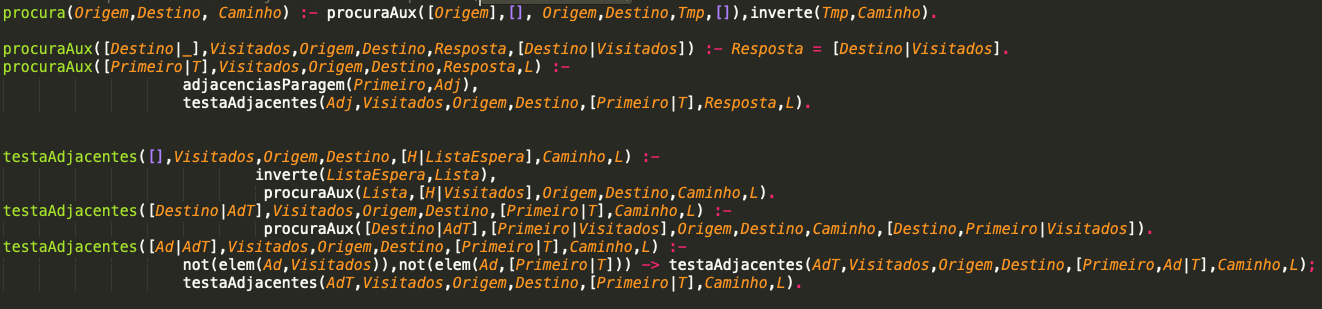 procura(Origem,Destino, Caminho) :- procuraAux([Origem],[], Origem,Destino,Tmp,[]),inverte(Tmp,Caminho).
procuraAux([Destino|_],Visitados,Origem,Destino,Resposta,[Destino|Visitados]) :- Resposta = [Destino|Visitados].
procuraAux([Primeiro|T],Visitados,Origem,Destino,Resposta,L) :-
adjacenciasParagem(Primeiro,Adj),
testaAdjacentes(Adj,Visitados,Origem,Destino,[Primeiro|T],Resposta,L).
testaAdjacentes([],Visitados,Origem,Destino,[H|ListaEspera],Caminho,L) :-
inverte(ListaEspera,Lista),
procuraAux(Lista,[H|Visitados],Origem,Destino,Caminho,L).
testaAdjacentes([Destino|AdT],Visitados,Origem,Destino,[Primeiro|T],Caminho,L) :-
procuraAux([Destino|AdT],[Primeiro|Visitados],Origem,Destino,Caminho,[Destino,Primeiro|Visitados]).
testaAdjacentes([Ad|AdT],Visitados,Origem,Destino,[Primeiro|T],Caminho,L) :-
not(elem(Ad,Visitados)),not(elem(Ad,[Primeiro|T])) -> testaAdjacentes(AdT,Visitados,Origem,Destino,[Primeiro,Ad|T],Caminho,L);
testaAdjacentes(AdT,Visitados,Origem,Destino,[Primeiro|T],Caminho,L).